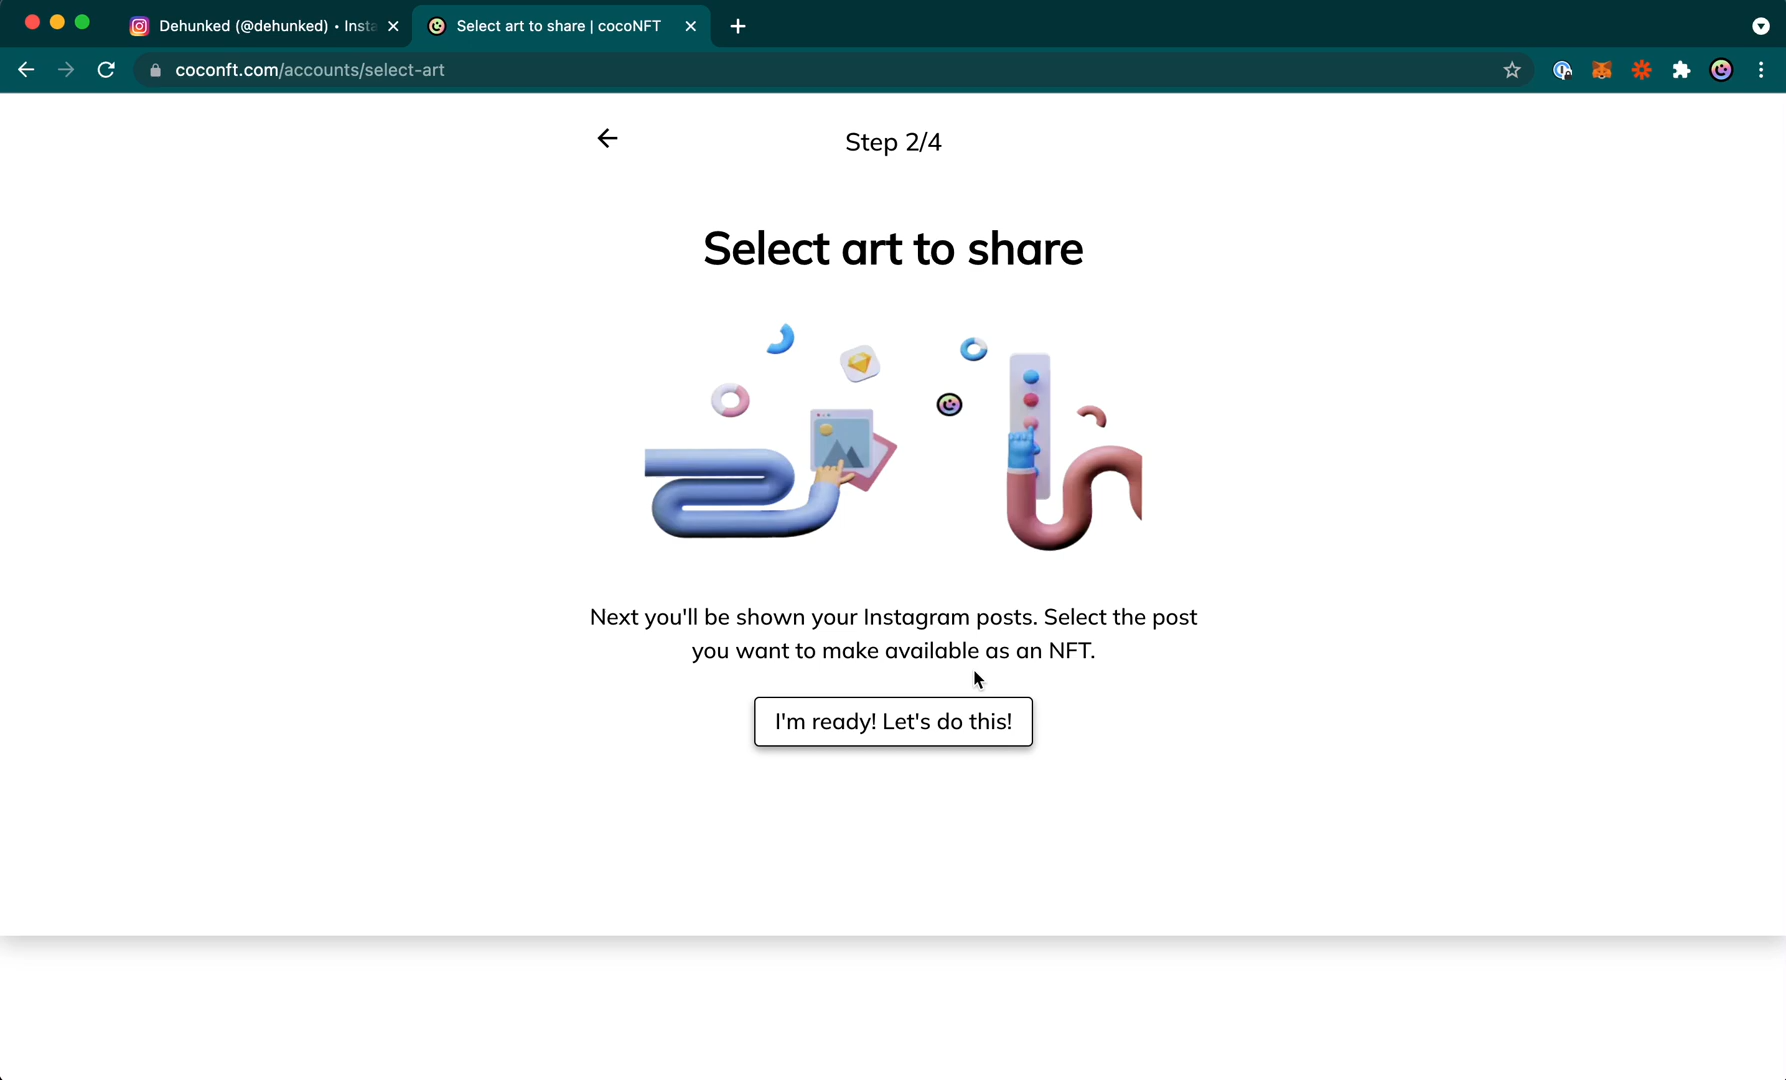 Dehunked (@dehunked) • Insta
Select art to share | cocoNFT
coconft.com/accounts/select-art
Step 2/4
Select art to share
Next you'll be shown your Instagram posts. Select the post
you want to make available as an NFT.
I'm ready! Let's do this!